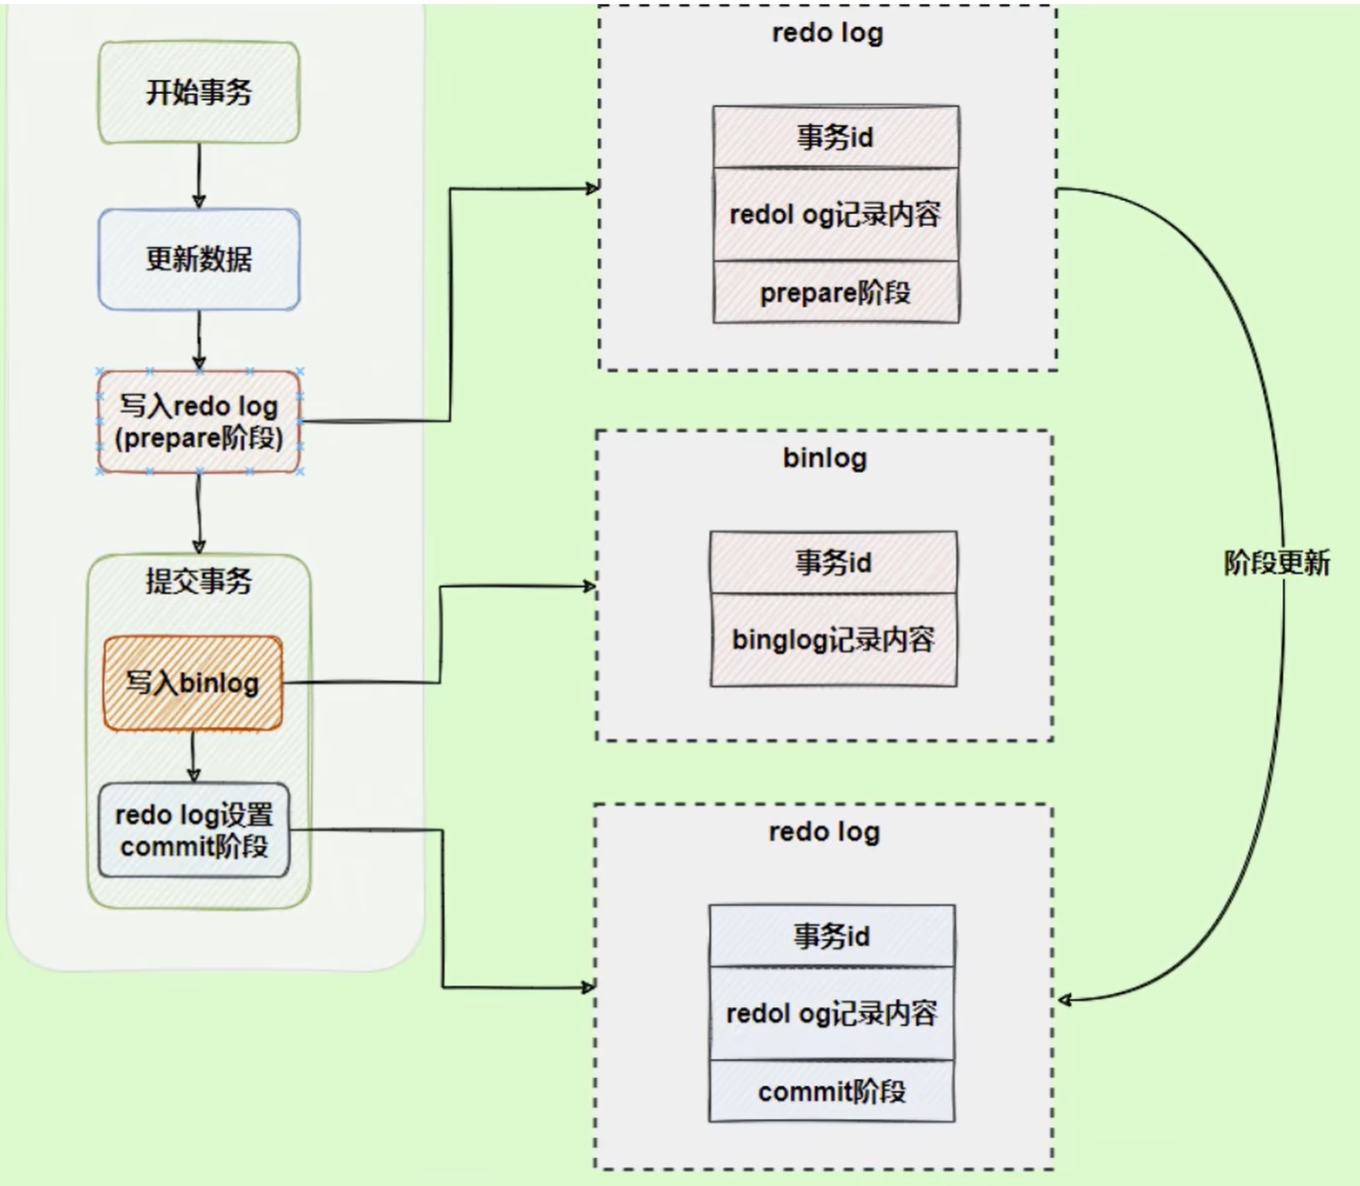 开始事务
更新数据
写入redo log
(prepare阶段)
提交事务
写入binlog
redo log设置
commit阶段
redo log
事务id
redol og记录内容
prepare阶段
binlog
事务id
binglog记录内容
redo log
事务id
redol og记录内容
commit阶段
阶段更新